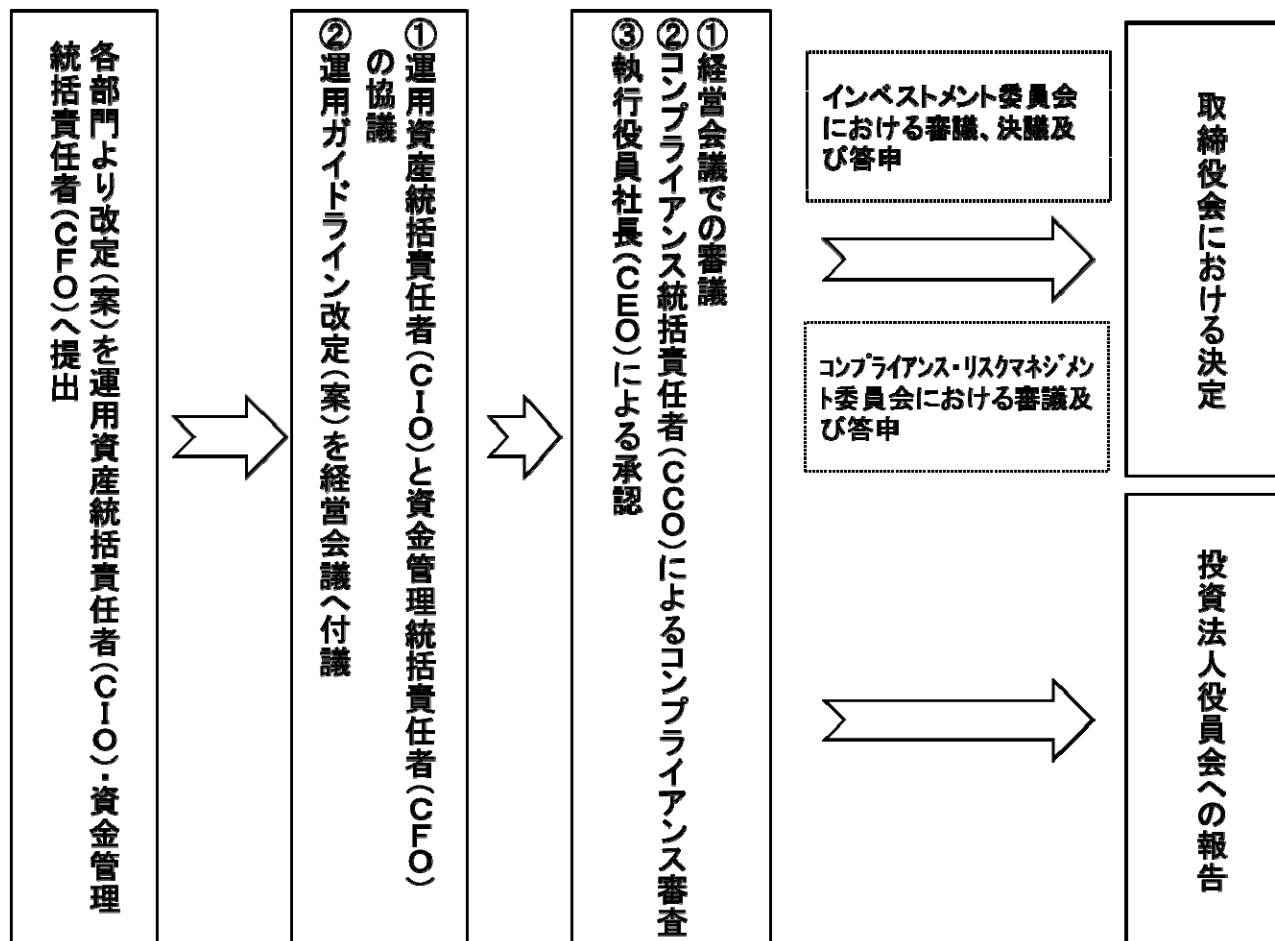 各部門より改定(案)を運用資産統括責任者(CIO)・資金管理
統括責任者(CFO)へ提出
①運用資産統括責任者(CIO)と資金管理統括責任者(CFO)
の協議
②運用ガイドライン改定(案)を経営会議へ付議
①経営会議での審議
②コンプライアンス統括責任者(CCO)によるコンプライアンス審査
③執行役員社長(CEO)による承認
インベストメント委員会
における審議、決議及
び答申
コンプライアンス・リスクマネジメン
ト委員会における審議及
び答申
取締役会における決定
投資法人役員会への報告